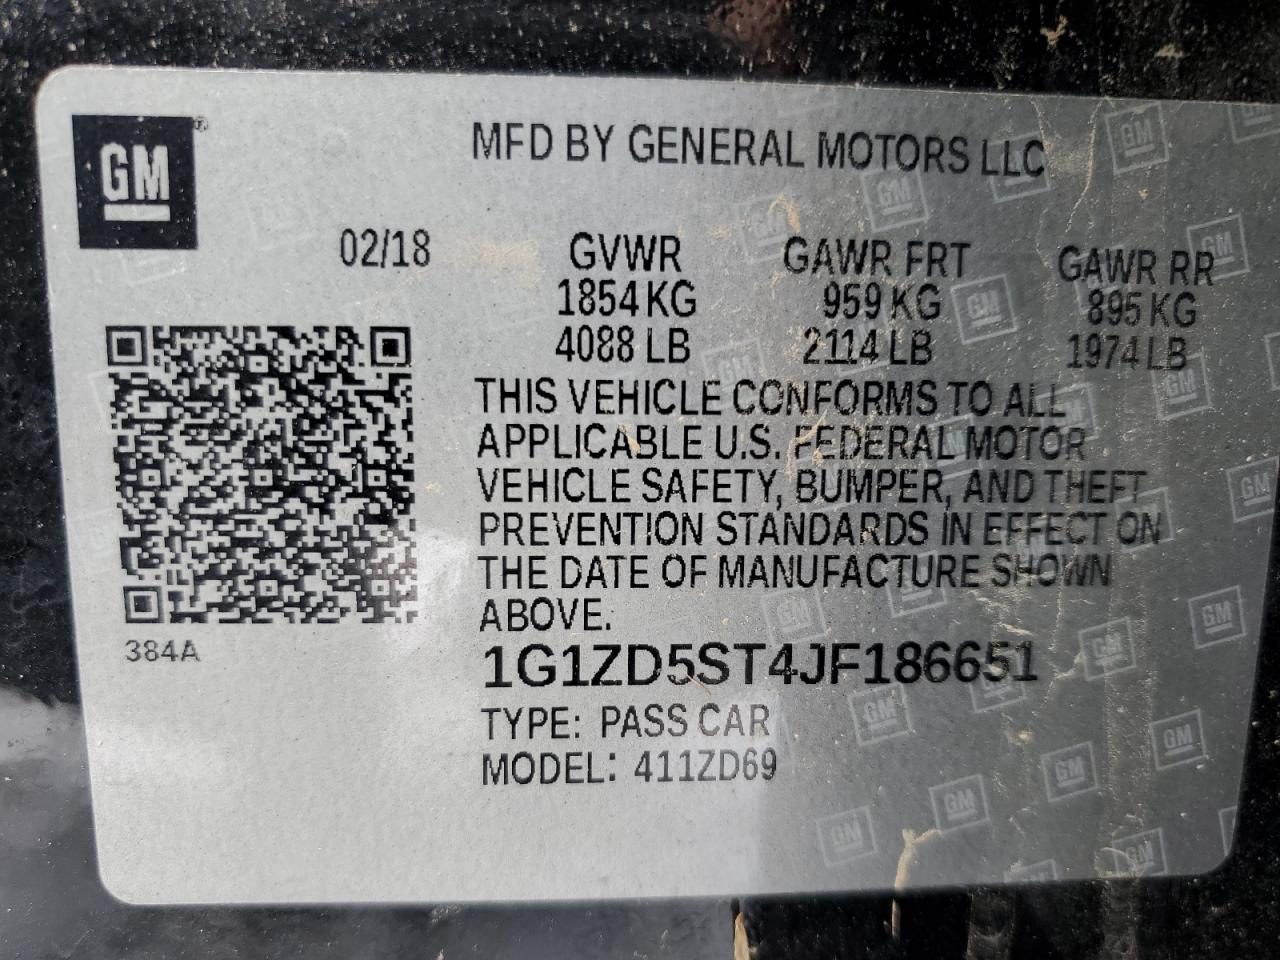 GM®
MFD BY GENERAL MOTORS LLC
02/18 GVWR GAWR FRT GAWR RR
1854 KG 959 KG 895 KG
4088 LB 2114 LB 1974 LB
THIS VEHICLE CONFORMS TO ALL
APPLICABLE U.S. FEDERAL MOTOR
VEHICLE SAFETY, BUMPER, AND THEFT
PREVENTION STANDARDS IN EFFECT ON
THE DATE OF MANUFACTURE SHOWN
ABOVE.
384A
1G1ZD5ST4JF186651
TYPE: PASS CAR
MODEL: 411ZD69